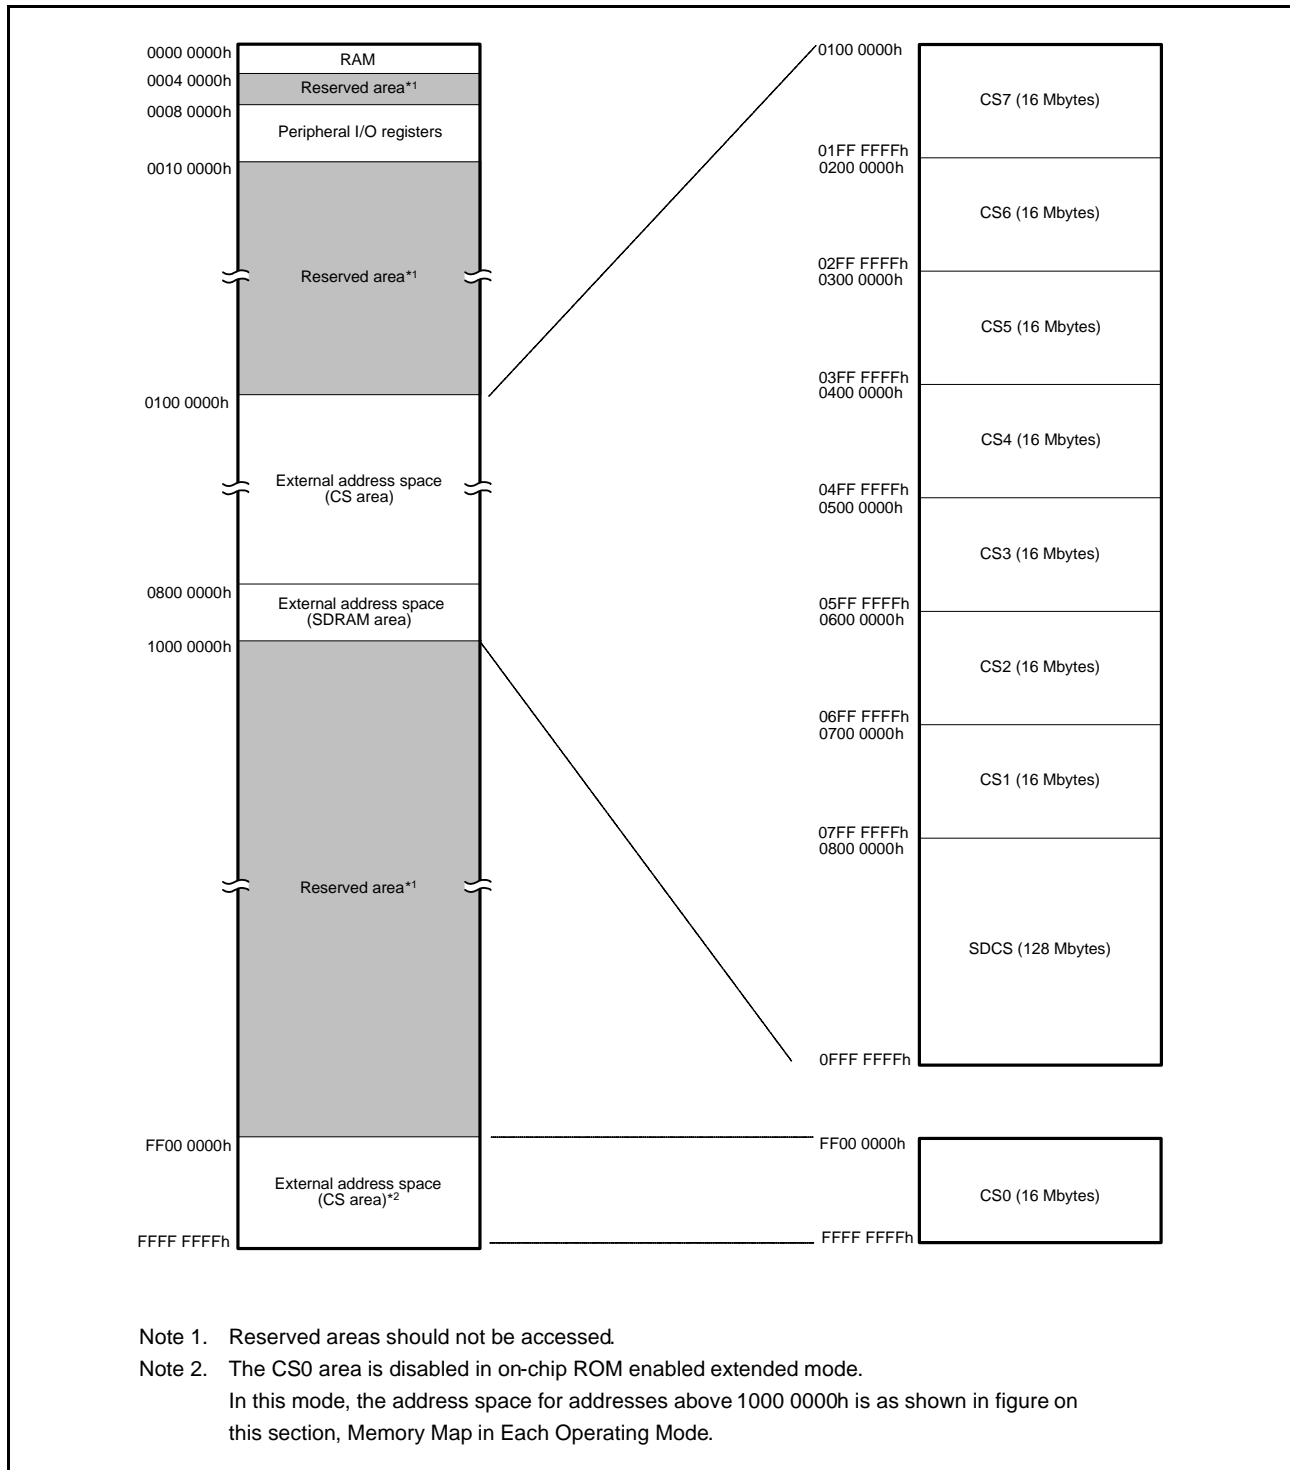 0000 0000h
RAM
0004 0000h
Reserved area*1
0008 0000h
Peripheral I/O registers
0010 0000h
Reserved area*1
0100 0000h
External address space
(CS area)
0800 0000h
External address space
(SDRAM area)
1000 0000h
Reserved area*1
FF00 0000h
External address space
(CS area)*2
FFFF FFFFh
0100 0000h
CS7 (16 Mbytes)
01FF FFFFh
0200 0000h
CS6 (16 Mbytes)
02FF FFFFh
0300 0000h
CS5 (16 Mbytes)
03FF FFFFh
0400 0000h
CS4 (16 Mbytes)
04FF FFFFh
0500 0000h
CS3 (16 Mbytes)
05FF FFFFh
0600 0000h
CS2 (16 Mbytes)
06FF FFFFh
0700 0000h
CS1 (16 Mbytes)
07FF FFFFh
0800 0000h
SDCS (128 Mbytes)
0FFF FFFFh
FF00 0000h
CS0 (16 Mbytes)
FFFF FFFFh
Note 1. Reserved areas should not be accessed.
Note 2. The CS0 area is disabled in on-chip ROM enabled extended mode.
In this mode, the address space for addresses above 1000 0000h is as shown in figure on
this section, Memory Map in Each Operating Mode.